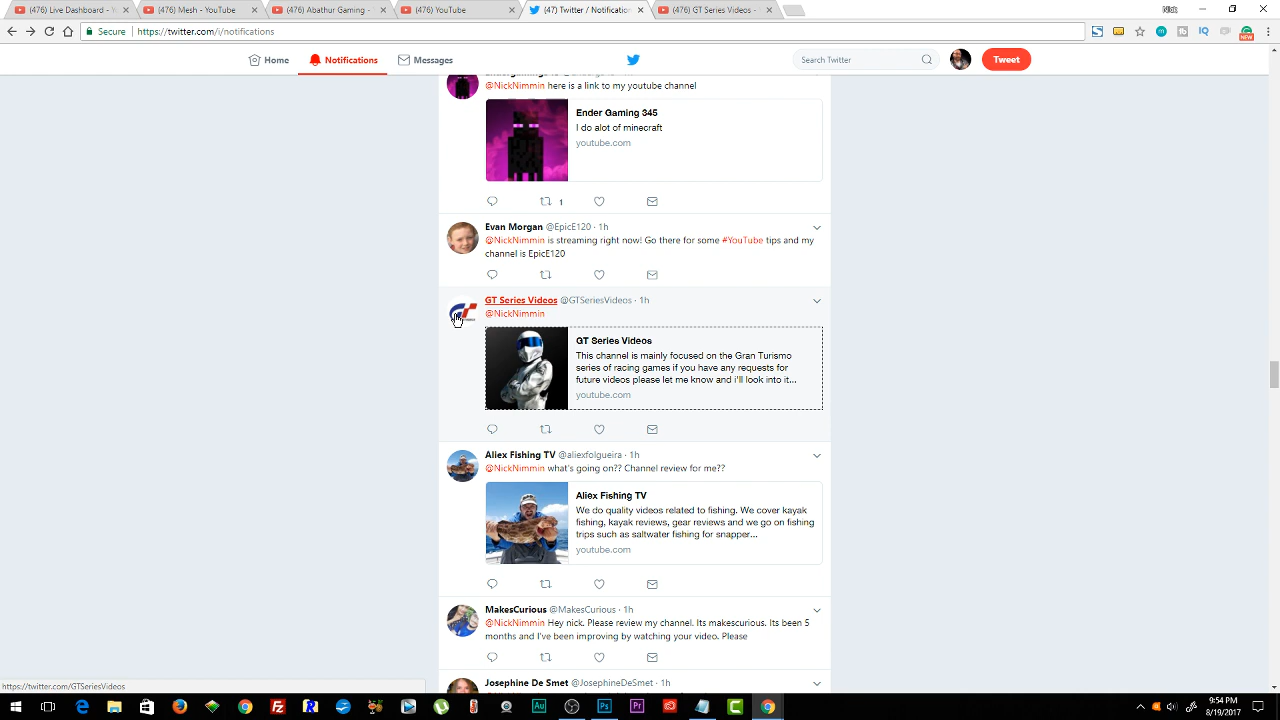 (476) Live Dashboard - Y
(476) Mesh - YouTube
(476) Abathur Gaming -
(476) YouTube
(47) Twitter / Notification
(476) GT Series Videos -
Nick
Secure
https://twitter.com/i/notifications
NEW
Home
Notifications
Messages
Search Twitter
Tweet
@NickNimmin here is a link to my youtube channel
Ender Gaming 345
I do alot of minecraft
youtube.com
1
Evan Morgan @EpicE120 · 1h
@NickNimmin is streaming right now! Go there for some #YouTube tips and my
channel is EpicE120
GT Series Videos @GTSeriesVideos · 1h
@NickNimmin
GT Series Videos
This channel is mainly focused on the Gran Turismo
series of racing games if you have any requests for
future videos please let me know and i'll look into it...
youtube.com
Aliex Fishing TV @aliexfolgueira · 1h
@NickNimmin what's going on?? Channel review for me??
Aliex Fishing TV
We do quality videos related to fishing. We cover kayak
fishing, kayak reviews, gear reviews and we go on fishing
trips such as saltwater fishing for snapper...
youtube.com
MakesCurious @MakesCurious · 1h
@NickNimmin Hey nick. Please review my channel. Its makescurious. Its been 5
months and I've been improving by watching your video. Please
Josephine De Smet @JosephineDeSmet · 1h
https://twitter.com/GTSeriesVideos
9:54 PM
8/19/2017